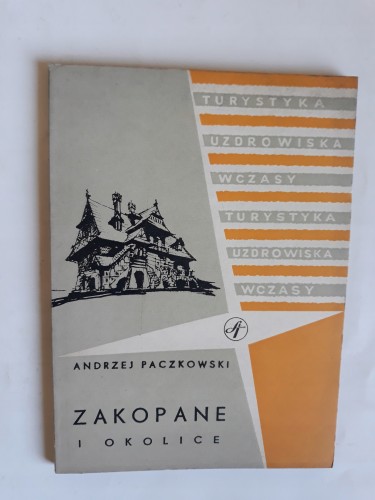 TURYSTYKA
UZDROWISKA
WCZASY
TURYSTYKA
UZDROWISKA
WCZASY
ANDRZEJ PACZKOWSKI
ZAKOPANE
I OKOLICE